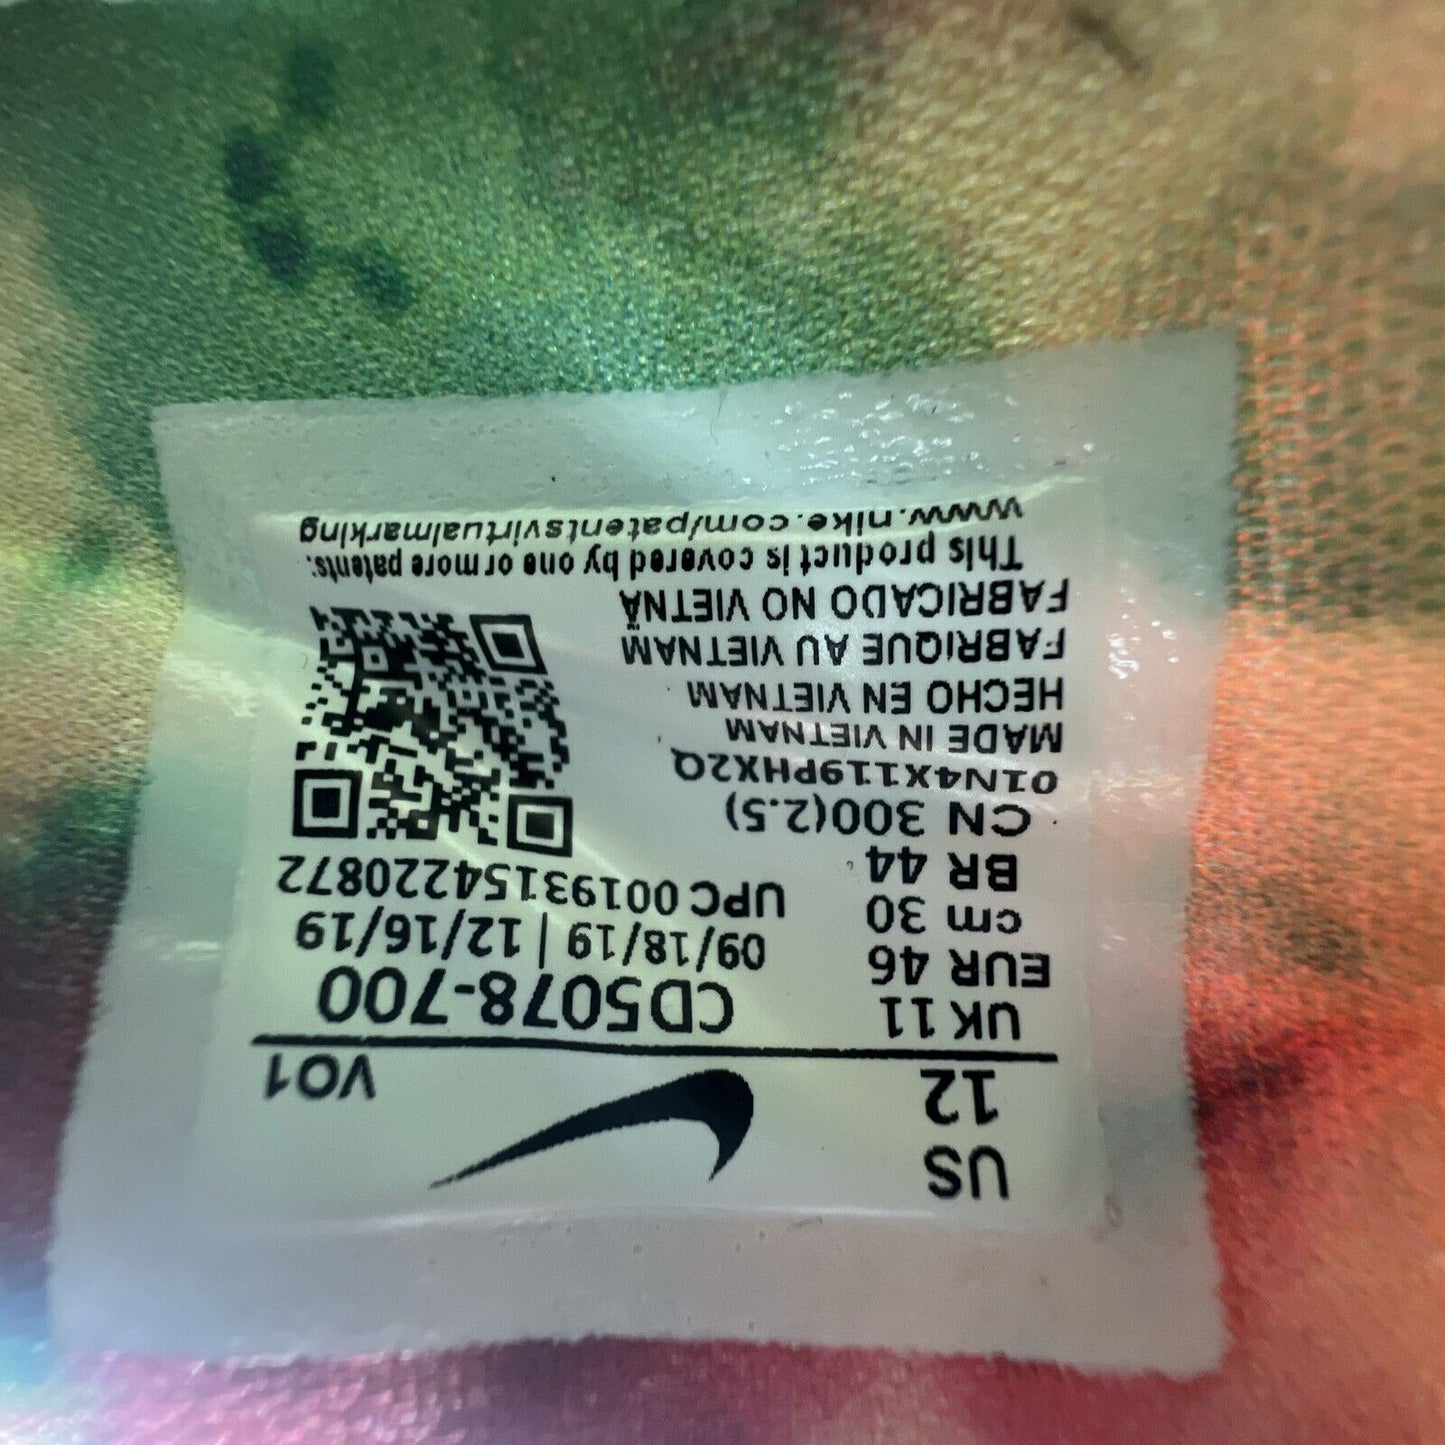 US
12
VO1
UK 11
EUR 46
cm 30
BR 44
CN 300(2.5)
CD5078-700
09/18/19 | 12/16/19
UPC 00193154220872
01N4X119PHX2Q
MADE IN VIETNAM
HECHO EN VIETNAM
FABRIQUE AU VIETNAM
FABRICADO NO VIETNÃ
This product is covered by one or more patents.
www.nike.com/patentsvirtualmarking